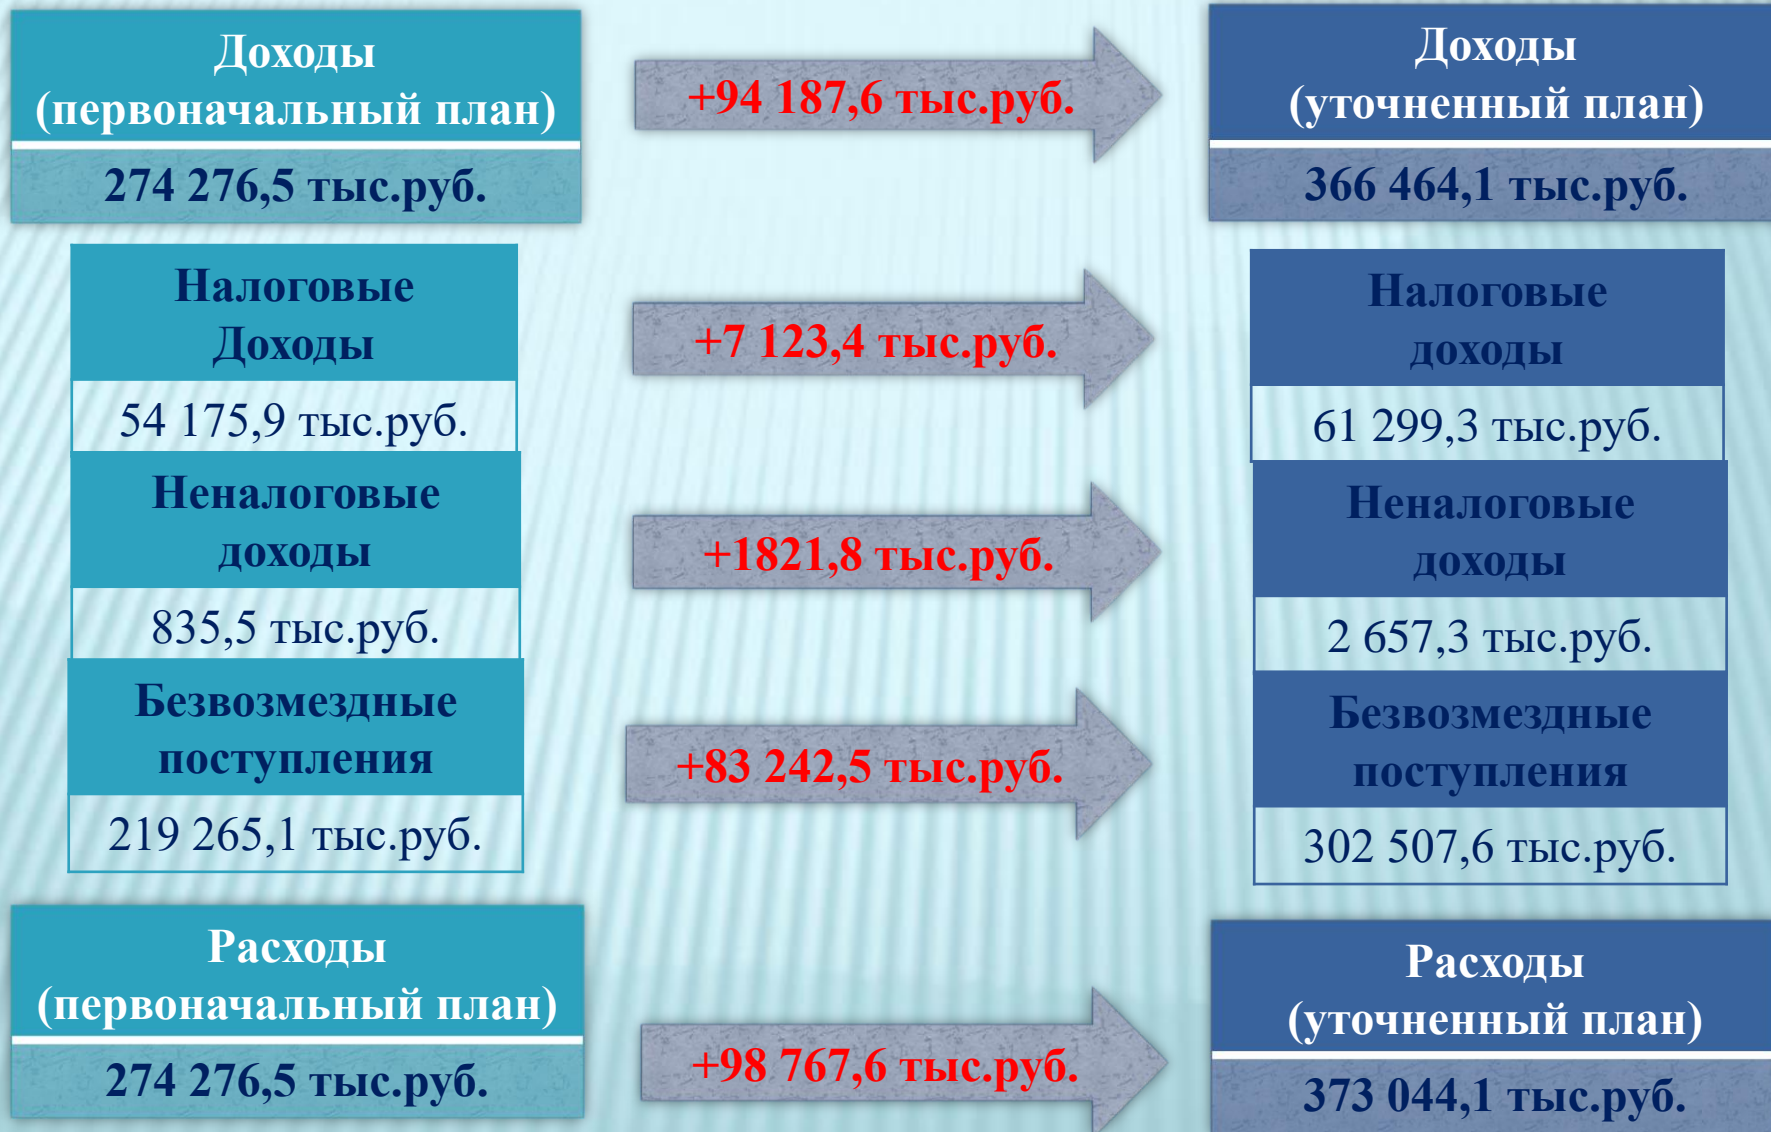 Доходы
(первоначальный план)
274 276,5 тыс.руб.
+94 187,6 тыс.руб.
Доходы
(уточненный план)
366 464,1 тыс.руб.
Налоговые
Доходы
54 175,9 тыс.руб.
+7 123,4 тыс.руб.
Налоговые
доходы
61 299,3 тыс.руб.
Неналоговые
доходы
835,5 тыс.руб.
+1821,8 тыс.руб.
Неналоговые
доходы
2 657,3 тыс.руб.
Безвозмездные
поступления
219 265,1 тыс.руб.
+83 242,5 тыс.руб.
Безвозмездные
поступления
302 507,6 тыс.руб.
Расходы
(первоначальный план)
274 276,5 тыс.руб.
+98 767,6 тыс.руб.
Расходы
(уточненный план)
373 044,1 тыс.руб.